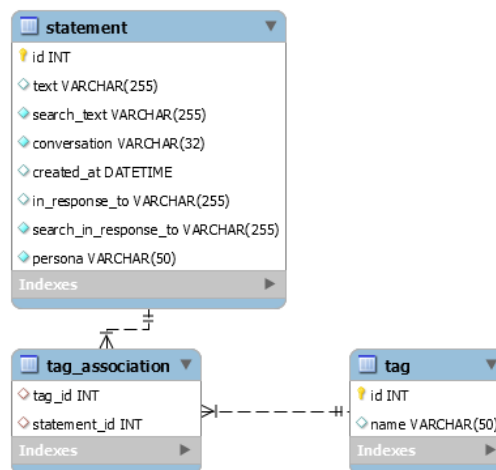 statement
id INT
text VARCHAR(255)
search_text VARCHAR(255)
conversation VARCHAR(32)
created_at DATETIME
in_response_to VARCHAR(255)
search_in_response_to VARCHAR(255)
persona VARCHAR(50)
Indexes
tag_association
tag_id INT
statement_id INT
Indexes
tag
id INT
name VARCHAR(50)
Indexes